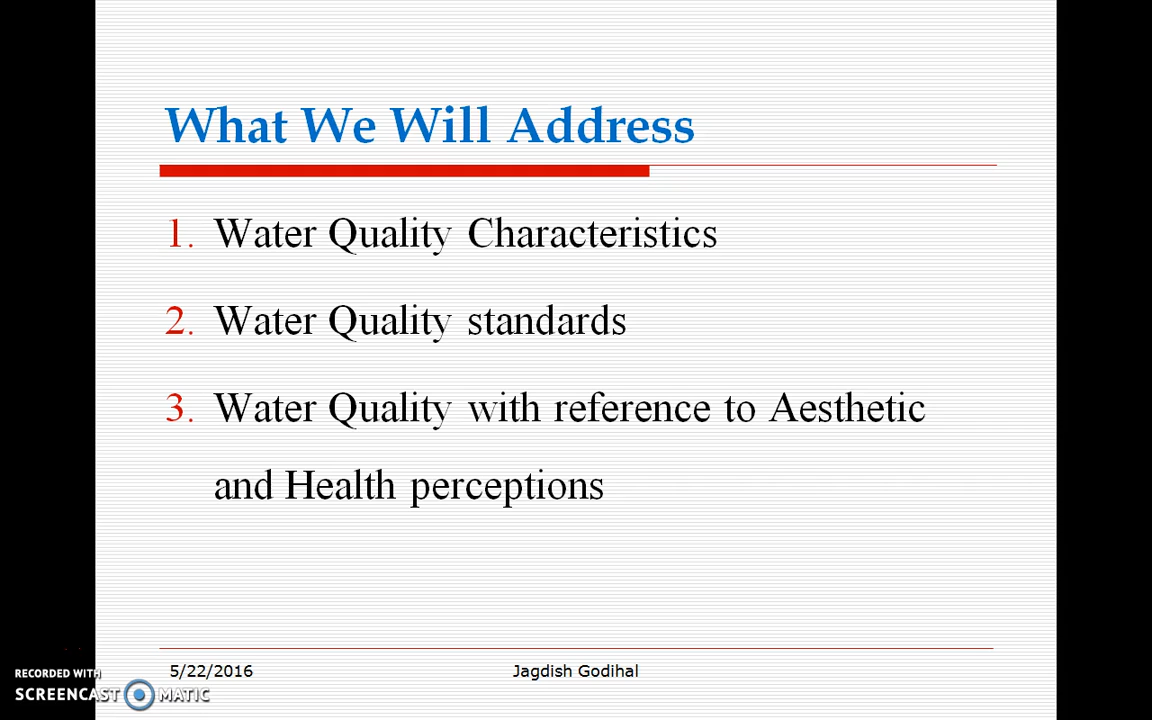 What We Will Address
1. Water Quality Characteristics
2. Water Quality standards
3. Water Quality with reference to Aesthetic
and Health perceptions
5/22/2016 Jagdish Godihal
RECORDED WITH
SCREENCAST MATIC